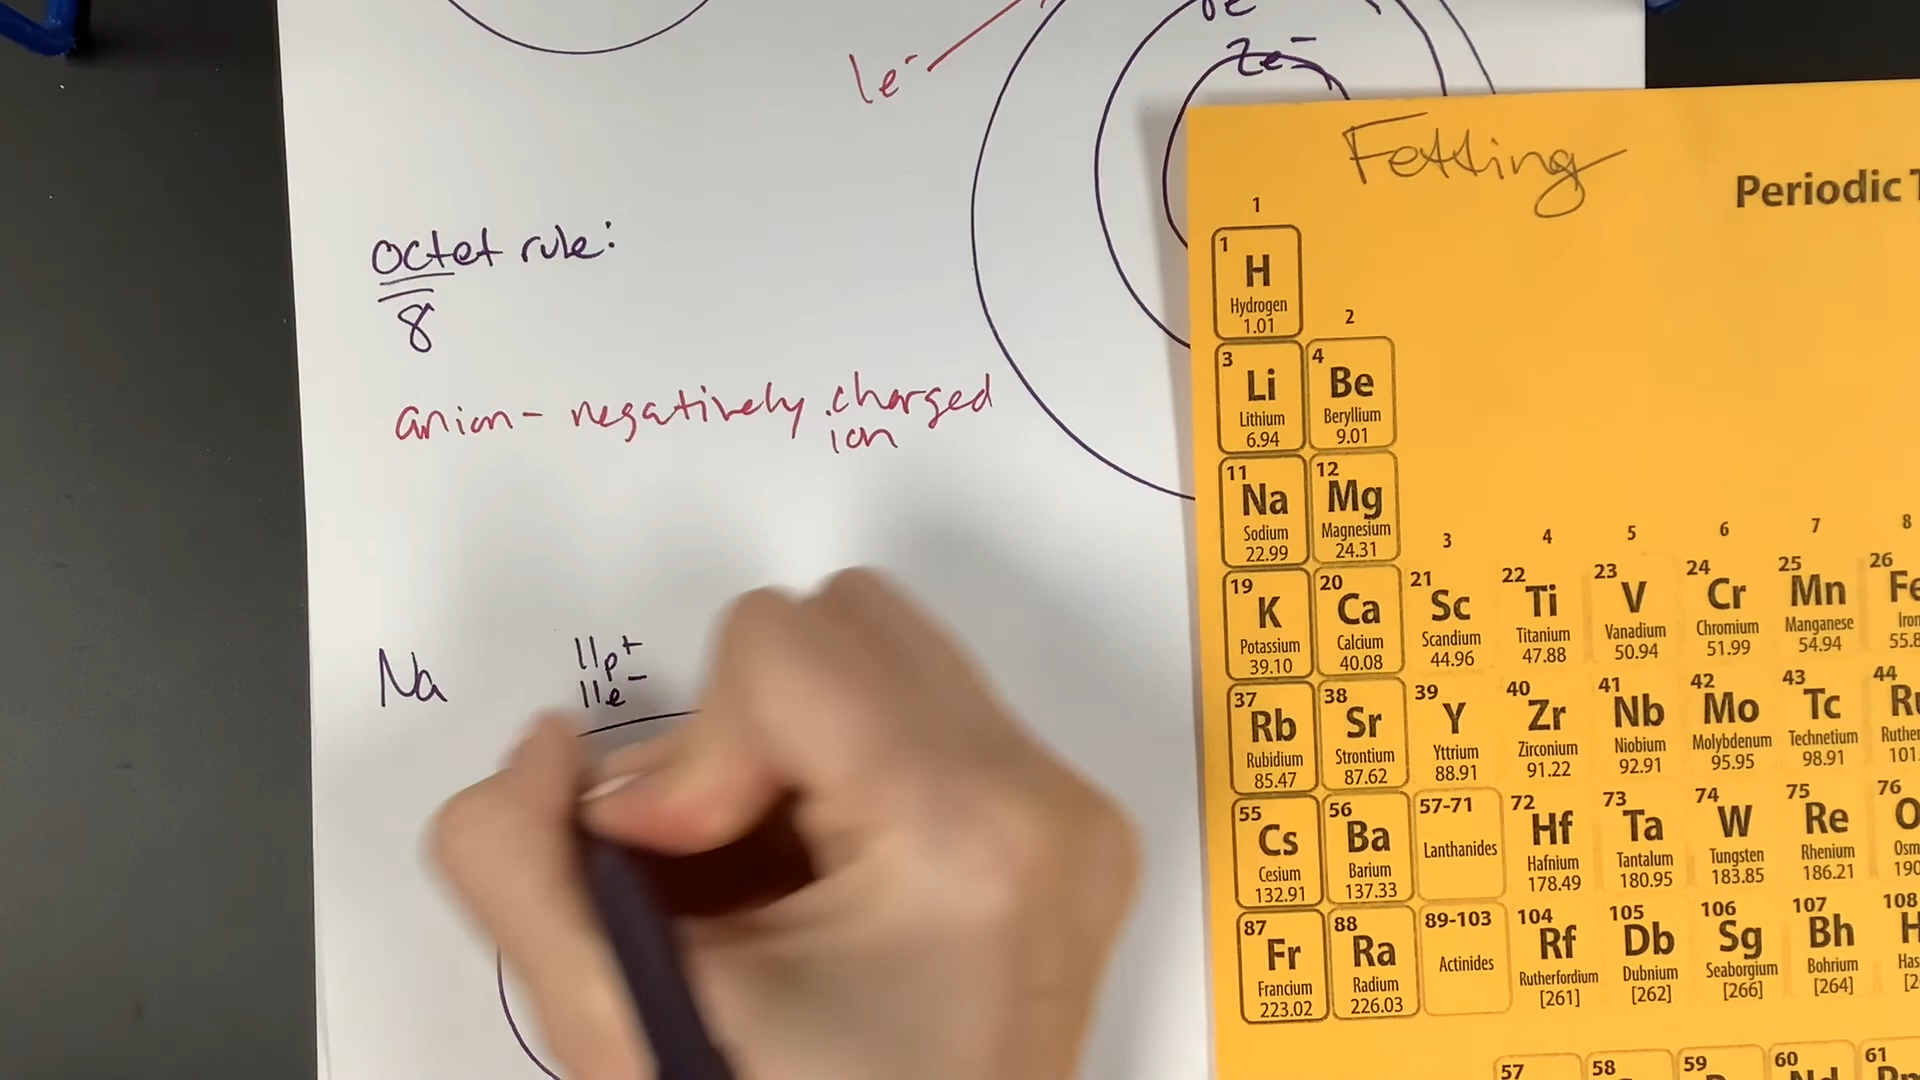 2e-
1e-
octet rule:
8
anion- negatively charged
ion
Na
11p+
11e-
Fetting
Periodic
1
1
H
Hydrogen
1.01
2
3
Li
Lithium
6.94
4
Be
Beryllium
9.01
11
Na
Sodium
22.99
12
Mg
Magnesium
24.31
3 4 5 6 7 8
19
K
Potassium
39.10
20
Ca
Calcium
40.08
21
Sc
Scandium
44.96
22
Ti
Titanium
47.88
23
V
Vanadium
50.94
24
Cr
Chromium
51.99
25
Mn
Manganese
54.94
26
Fe
37
Rb
Rubidium
85.47
38
Sr
Strontium
87.62
39
Y
Yttrium
88.91
40
Zr
Zirconium
91.22
41
Nb
Niobium
92.91
42
Mo
Molybdenum
95.95
43
Tc
Technetium
98.91
44
55
Cs
Cesium
132.91
56
Ba
Barium
137.33
57-71
Lanthanides
72
Hf
Hafnium
178.49
73
Ta
Tantalum
180.95
74
W
Tungsten
183.85
75
Re
Rhenium
186.21
76
87
Fr
Francium
223.02
88
Ra
Radium
226.03
89-103
Actinides
104
Rf
Rutherfordium
[261]
105
Db
Dubnium
[262]
106
Sg
Seaborgium
[266]
107
Bh
Bohrium
[264]
108
57 58 59 60 61